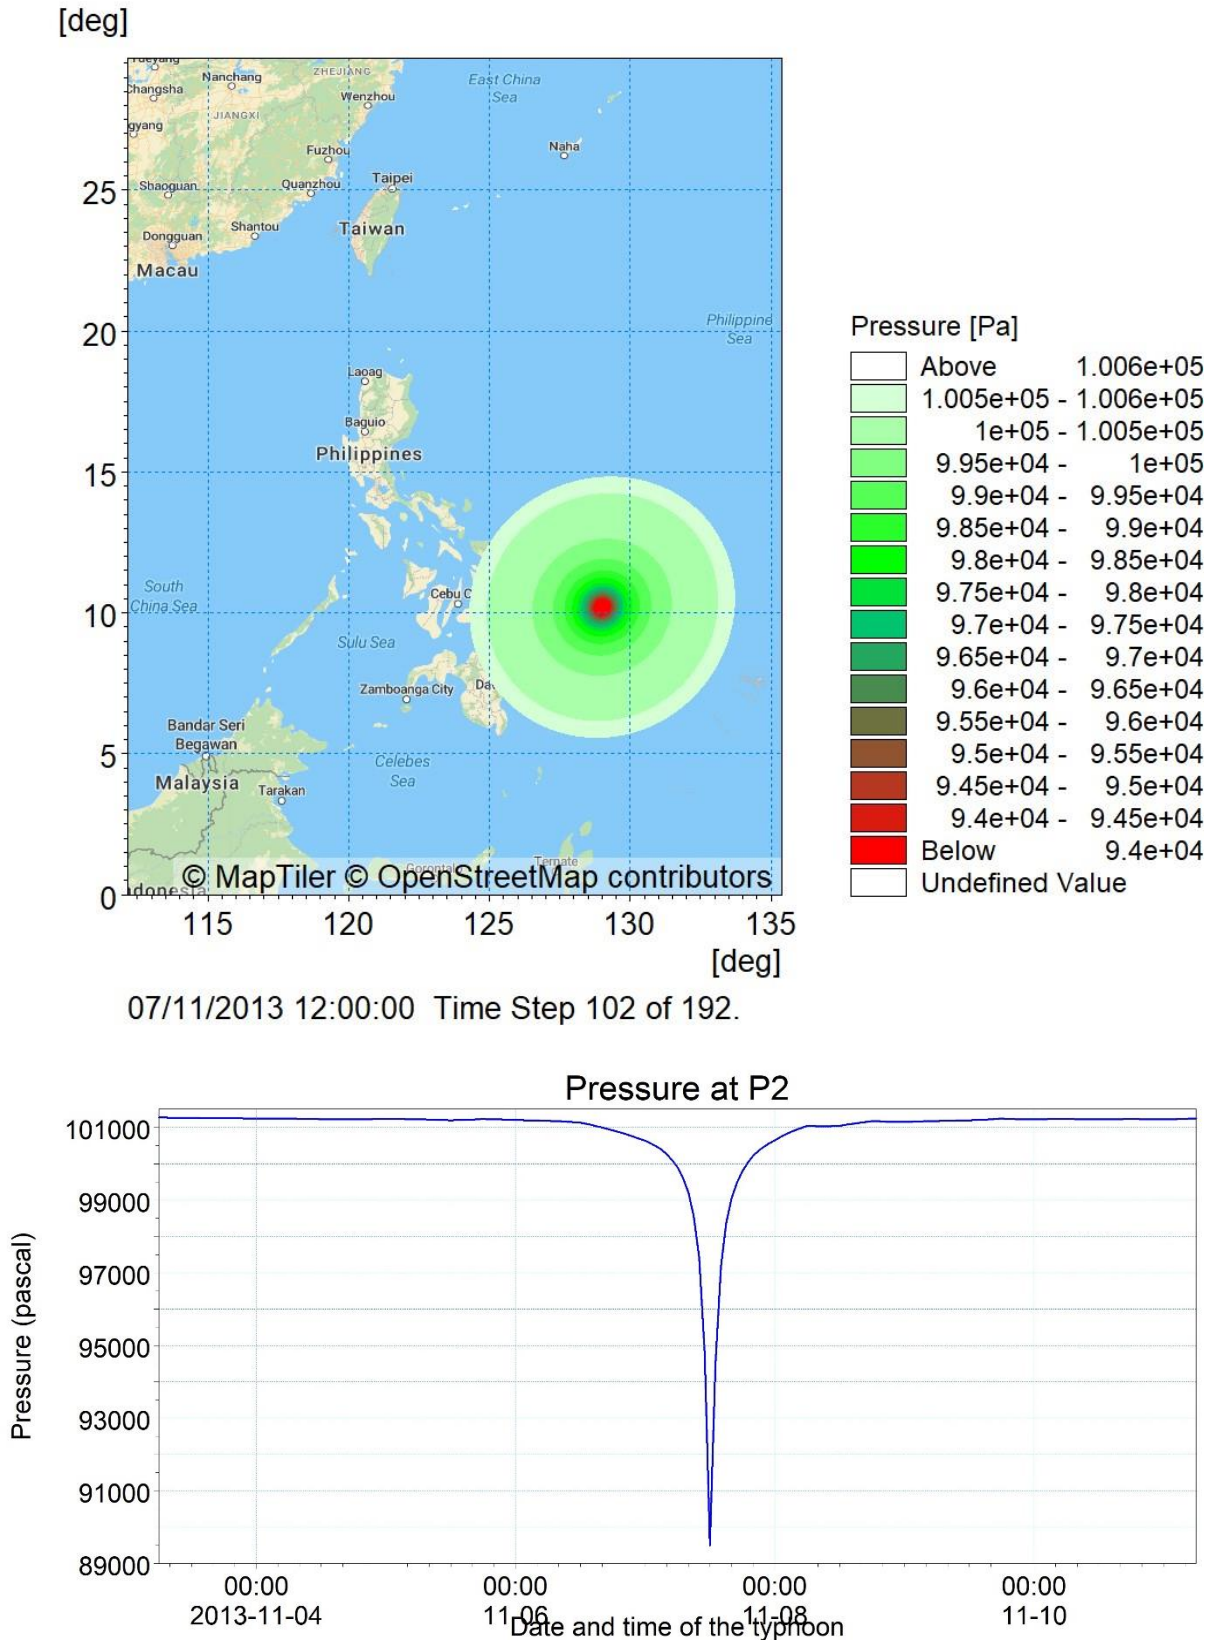 [deg]
Changsha
Nanchang
ZHEJIANG
East China
Sea
Wenzhou
JIANGXI
gyang
Naha
Fuzhou
Shaoguan
Quanzhou
Taipei
25
Shantou
Taiwan
Dongguan
Macau
Philippine
Sea
20
Laoag
Baguio
Philippines
15
South
China Sea
Cebu C
10
Sulu Sea
Zamboanga City
Da
Bandar Seri
Begawan
5
Celebes
Sea
Malaysia
Tarakan
Gorontal
Ternate
© MapTiler © OpenStreetMap contributors
ndonesia
0
115 120 125 130 135
[deg]
Pressure [Pa]
Above 1.006e+05
1.005e+05 - 1.006e+05
1e+05 - 1.005e+05
9.95e+04 - 1e+05
9.9e+04 - 9.95e+04
9.85e+04 - 9.9e+04
9.8e+04 - 9.85e+04
9.75e+04 - 9.8e+04
9.7e+04 - 9.75e+04
9.65e+04 - 9.7e+04
9.6e+04 - 9.65e+04
9.55e+04 - 9.6e+04
9.5e+04 - 9.55e+04
9.45e+04 - 9.5e+04
9.4e+04 - 9.45e+04
Below 9.4e+04
Undefined Value
07/11/2013 12:00:00 Time Step 102 of 192.
Pressure at P2
Pressure (pascal)
101000
99000
97000
95000
93000
91000
89000
00:00 00:00 00:00 00:00
2013-11-04 11-06 11-08 11-10
Date and time of the typhoon